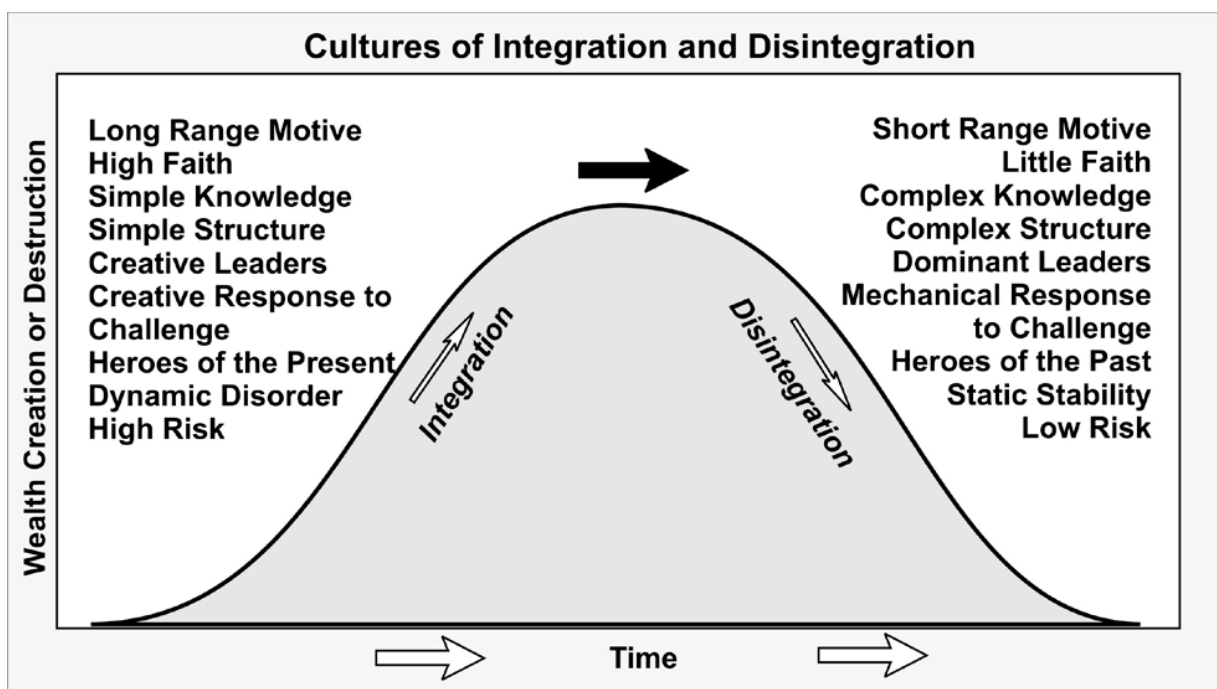 Cultures of Integration and Disintegration
Wealth Creation or Destruction
Long Range Motive
High Faith
Simple Knowledge
Simple Structure
Creative Leaders
Creative Response to
Challenge
Heroes of the Present
Dynamic Disorder
High Risk
Integration
Disintegration
Short Range Motive
Little Faith
Complex Knowledge
Complex Structure
Dominant Leaders
Mechanical Response
to Challenge
Heroes of the Past
Static Stability
Low Risk
Time